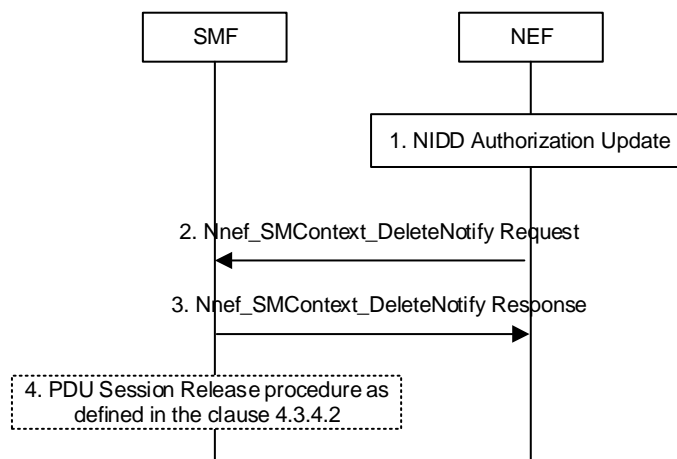 SMF
NEF
1. NIDD Authorization Update
2. Nnef_SMContext_DeleteNotify Request
3. Nnef_SMContext_DeleteNotify Response
4. PDU Session Release procedure as
defined in the clause 4.3.4.2